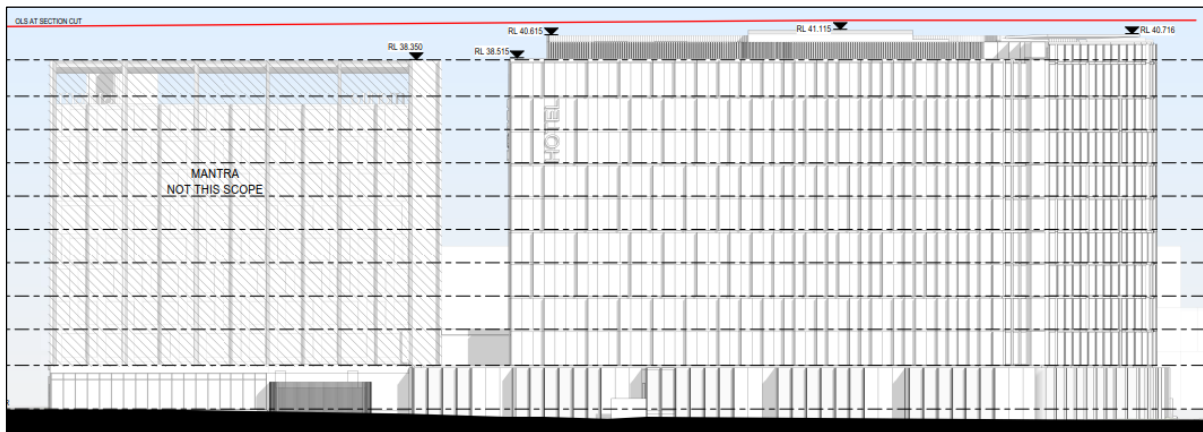 OLS AT SECTION CUT
RL 40.615
RL 41.115
RL 40.716
RL 38.350
RL 38.515
HOTEL
MANTRA
NOT THIS SCOPE